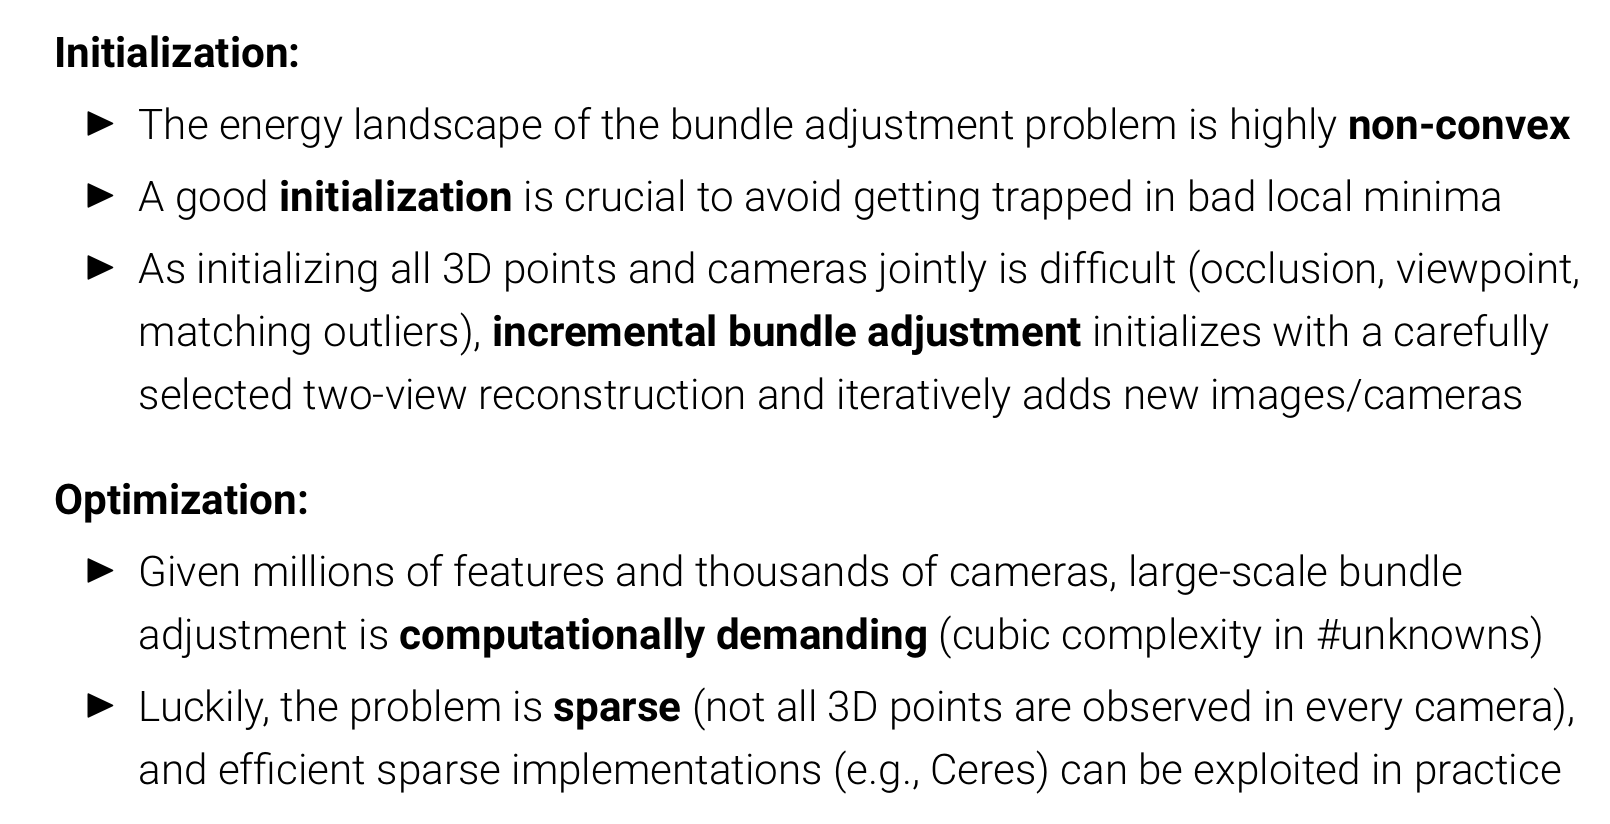 Initialization:
► The energy landscape of the bundle adjustment problem is highly non-convex
► A good initialization is crucial to avoid getting trapped in bad local minima
► As initializing all 3D points and cameras jointly is difficult (occlusion, viewpoint,
matching outliers), incremental bundle adjustment initializes with a carefully
selected two-view reconstruction and iteratively adds new images/cameras
Optimization:
► Given millions of features and thousands of cameras, large-scale bundle
adjustment is computationally demanding (cubic complexity in #unknowns)
► Luckily, the problem is sparse (not all 3D points are observed in every camera),
and efficient sparse implementations (e.g., Ceres) can be exploited in practice